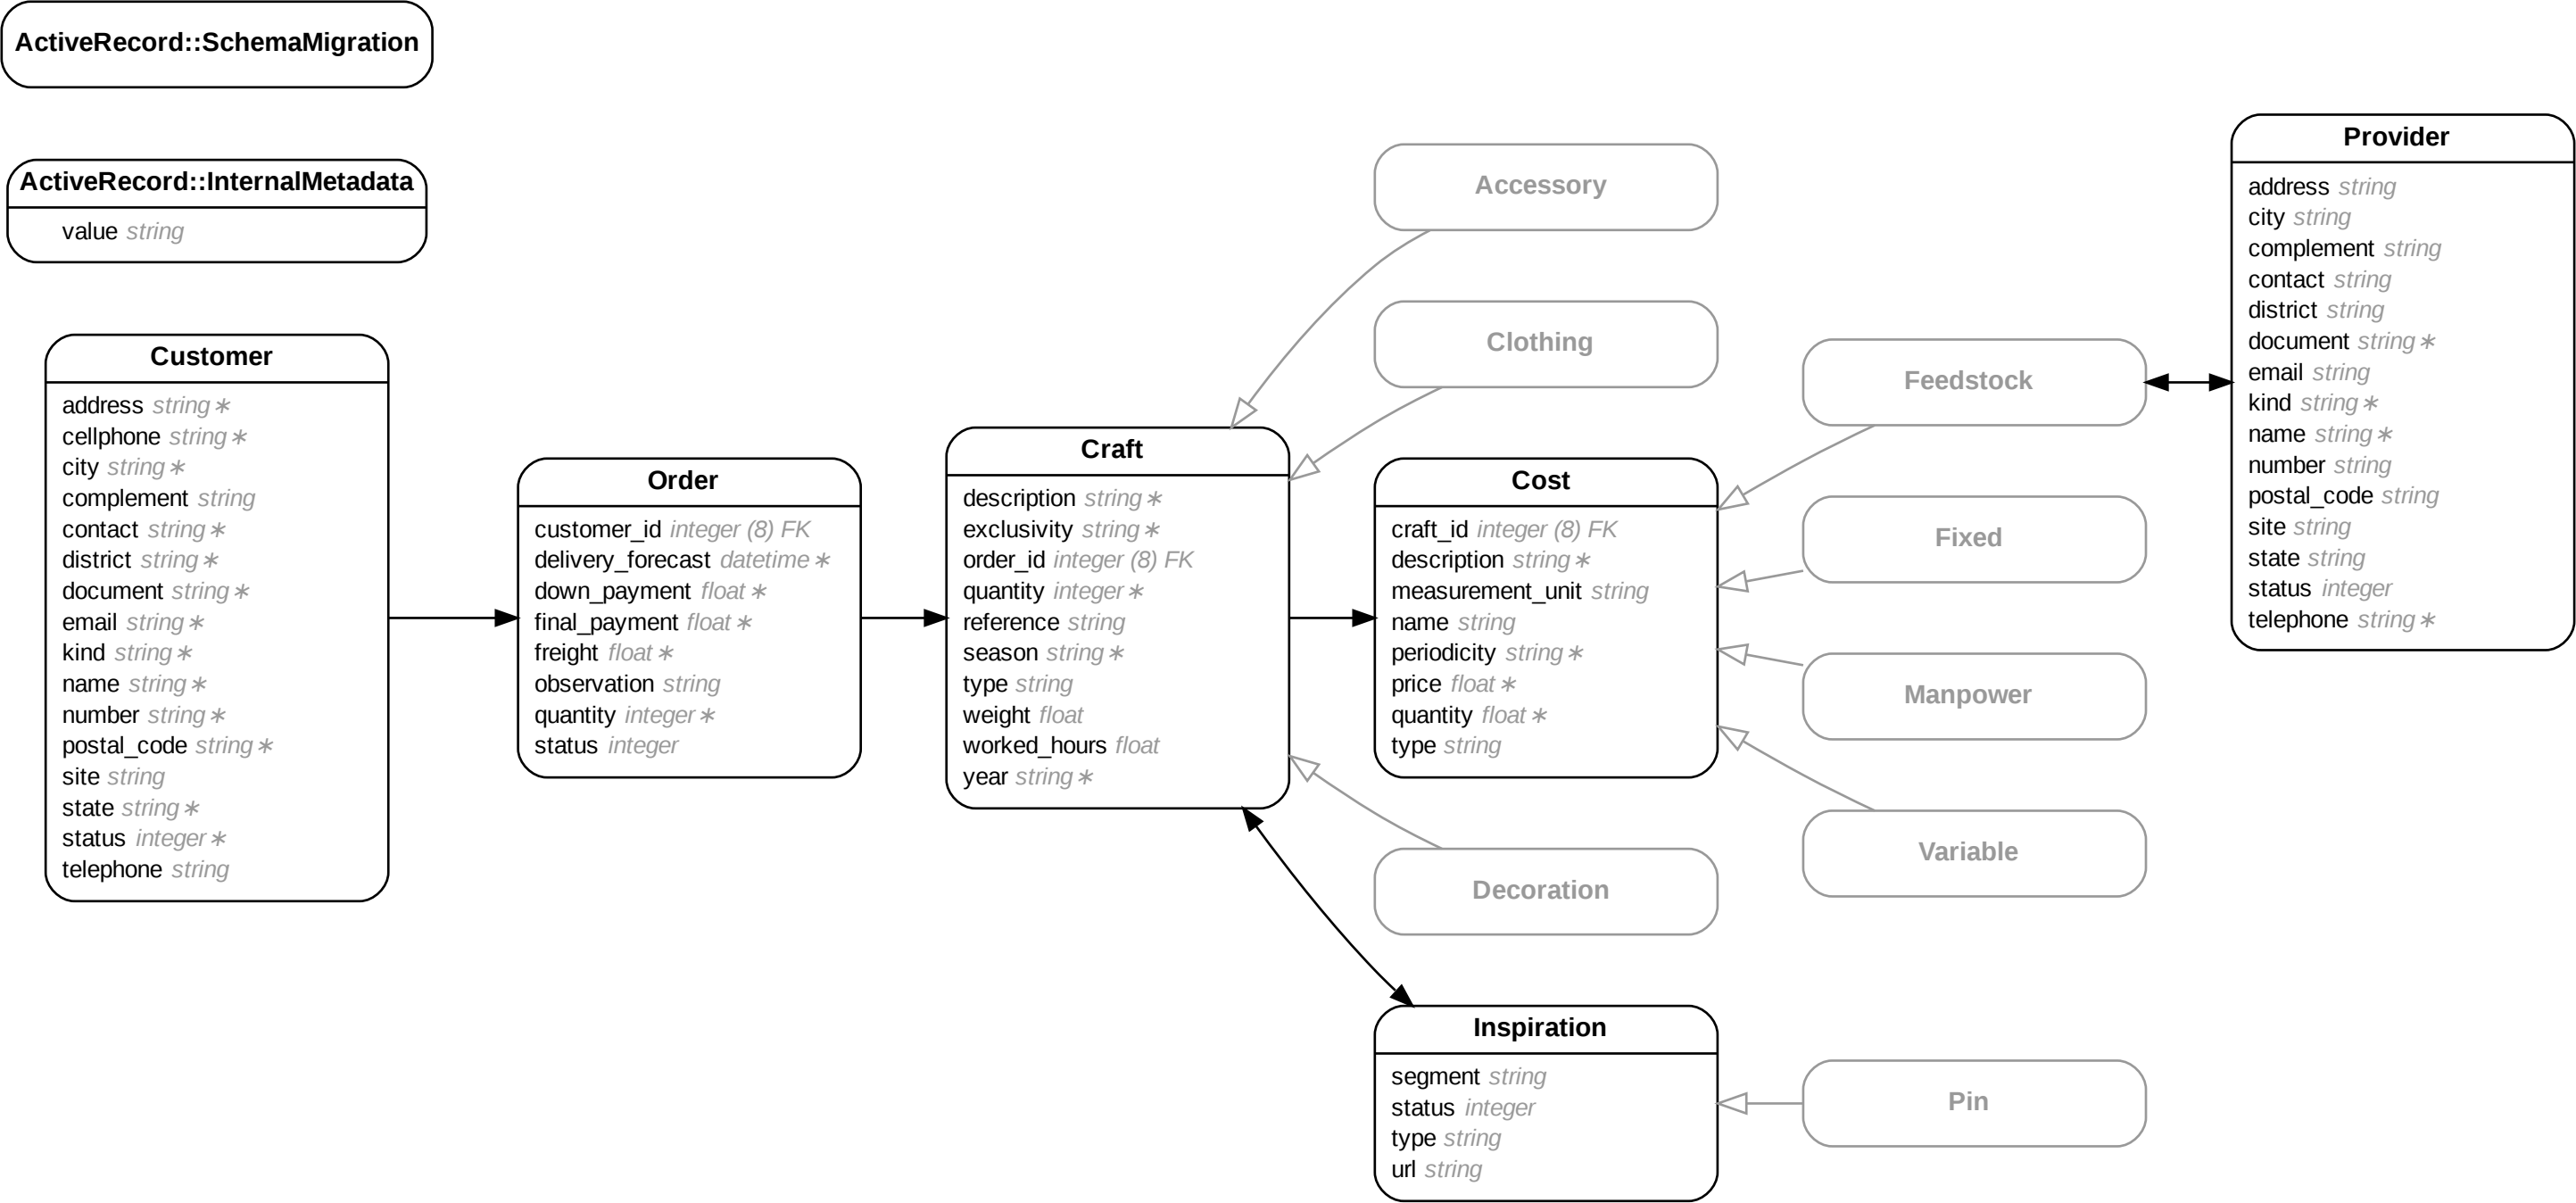 ActiveRecord::SchemaMigration
ActiveRecord::InternalMetadata
value string
Customer
address string∗
cellphone string∗
city string∗
complement string
contact string∗
district string∗
document string∗
email string∗
kind string∗
name string∗
number string∗
postal_code string∗
site string
state string∗
status integer∗
telephone string
Order
customer_id integer (8) FK
delivery_forecast datetime∗
down_payment float∗
final_payment float∗
freight float∗
observation string
quantity integer∗
status integer
Craft
description string∗
exclusivity string∗
order_id integer (8) FK
quantity integer∗
reference string
season string∗
type string
weight float
worked_hours float
year string∗
Accessory
Clothing
Cost
craft_id integer (8) FK
description string∗
measurement_unit string
name string
periodicity string∗
price float∗
quantity float∗
type string
Decoration
Inspiration
segment string
status integer
type string
url string
Feedstock
Fixed
Manpower
Variable
Pin
Provider
address string
city string
complement string
contact string
district string
document string∗
email string
kind string∗
name string∗
number string
postal_code string
site string
state string
status integer
telephone string∗